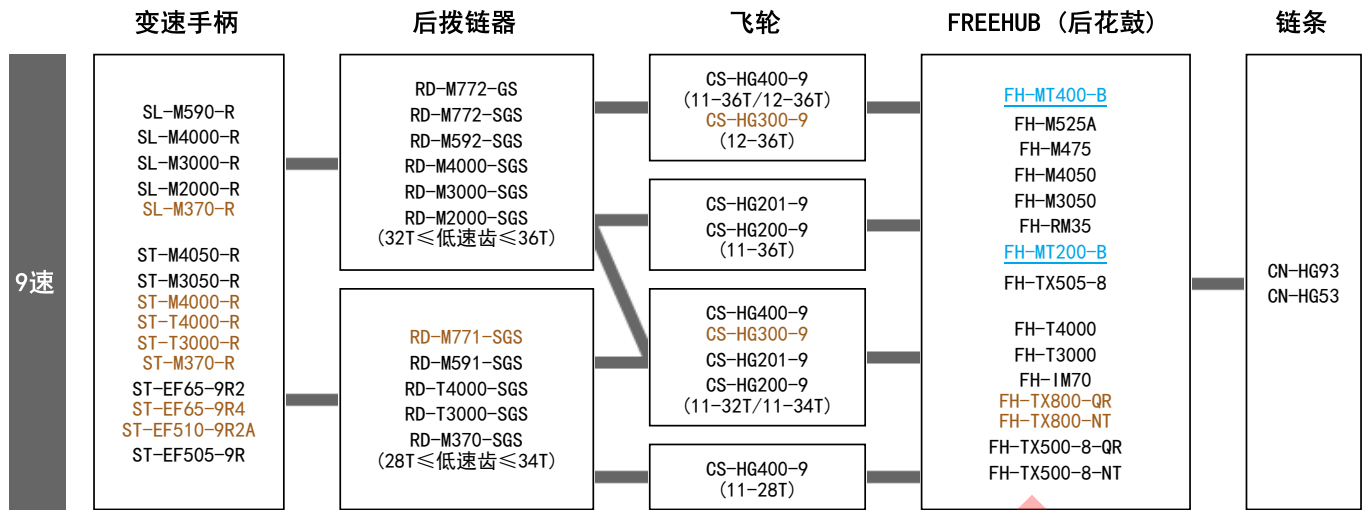 变速手柄
后拨链器
飞轮
FREEHUB (后花鼓)
链条
9速
SL-M590-R
SL-M4000-R
SL-M3000-R
SL-M2000-R
SL-M370-R
ST-M4050-R
ST-M3050-R
ST-M4000-R
ST-T4000-R
ST-T3000-R
ST-M370-R
ST-EF65-9R2
ST-EF65-9R4
ST-EF510-9R2A
ST-EF505-9R
RD-M772-GS
RD-M772-SGS
RD-M592-SGS
RD-M4000-SGS
RD-M3000-SGS
RD-M2000-SGS
(32T≤低速齿≤36T)
RD-M771-SGS
RD-M591-SGS
RD-T4000-SGS
RD-T3000-SGS
RD-M370-SGS
(28T≤低速齿≤34T)
CS-HG400-9
(11-36T/12-36T)
CS-HG300-9
(12-36T)
CS-HG201-9
CS-HG200-9
(11-36T)
CS-HG400-9
CS-HG300-9
CS-HG201-9
CS-HG200-9
(11-32T/11-34T)
CS-HG400-9
(11-28T)
FH-MT400-B
FH-M525A
FH-M475
FH-M4050
FH-M3050
FH-RM35
FH-MT200-B
FH-TX505-8
FH-T4000
FH-T3000
FH-IM70
FH-TX800-QR
FH-TX800-NT
FH-TX500-8-QR
FH-TX500-8-NT
CN-HG93
CN-HG53